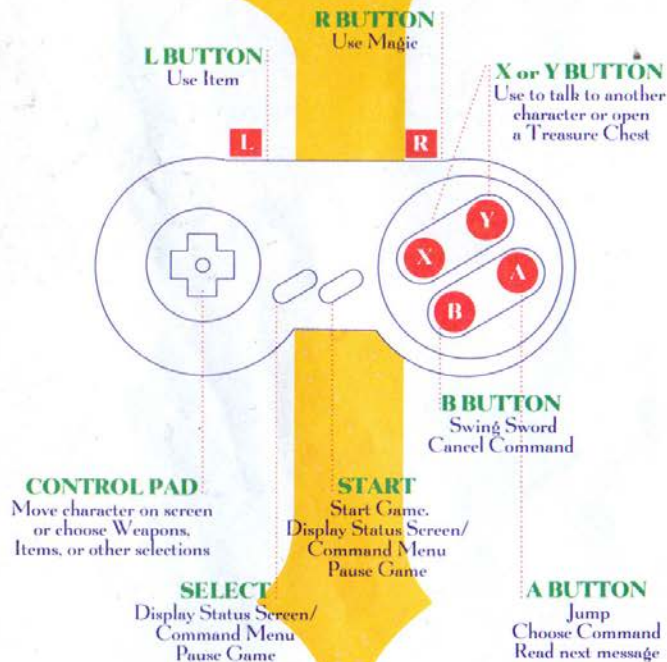 R BUTTON
Use Magic
L BUTTON
Use Item
X or Y BUTTON
Use to talk to another
character or open
a Treasure Chest
L
R
Y
X
A
B
B BUTTON
Swing Sword
Cancel Command
CONTROL PAD
Move character on screen
or choose Weapons,
Items, or other selections
START
Start Game.
Display Status Screen/
Command Menu
Pause Game
SELECT
Display Status Screen/
Command Menu
Pause Game
A BUTTON
Jump
Choose Command
Read next message